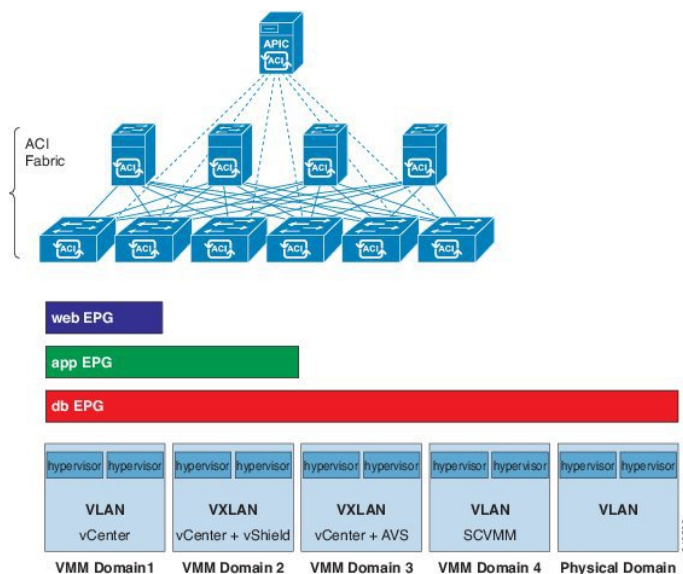 APIC
ACI
ACI
Fabric
ACI ACI ACI ACI
ACI ACI ACI ACI ACI ACI
web EPG
app EPG
db EPG
hypervisor hypervisor hypervisor hypervisor hypervisor hypervisor hypervisor hypervisor hypervisor hypervisor
VLAN VXLAN VXLAN VLAN VLAN
vCenter vCenter + vShield vCenter + AVS SCVMM
VMM Domain1 VMM Domain 2 VMM Domain 3 VMM Domain 4 Physical Domain